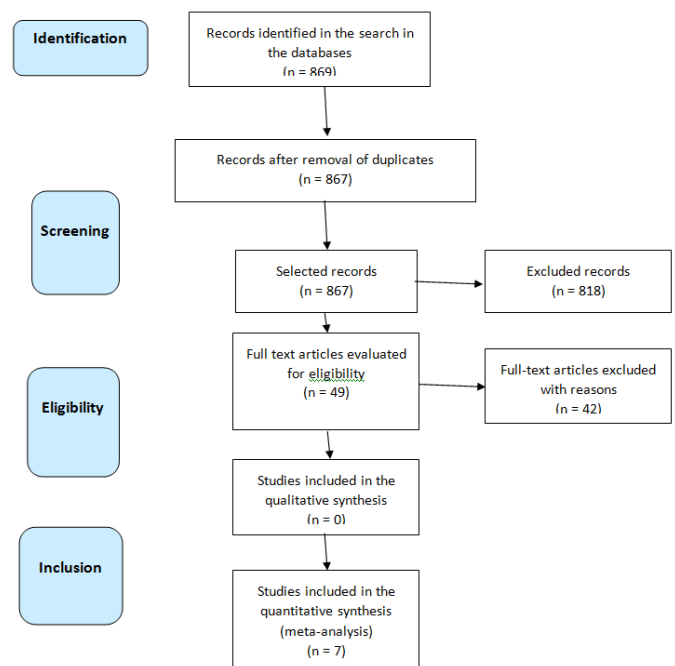 Identification
Records identified in the search in
the databases
(n = 869)
Records after removal of duplicates
(n = 867)
Screening
Selected records
(n = 867)
Excluded records
(n = 818)
Full text articles evaluated
for eligibility
(n = 49)
Full-text articles excluded
with reasons
(n = 42)
Eligibility
Studies included in the
qualitative synthesis
(n = 0)
Inclusion
Studies included in the
quantitative synthesis
(meta-analysis)
(n = 7)